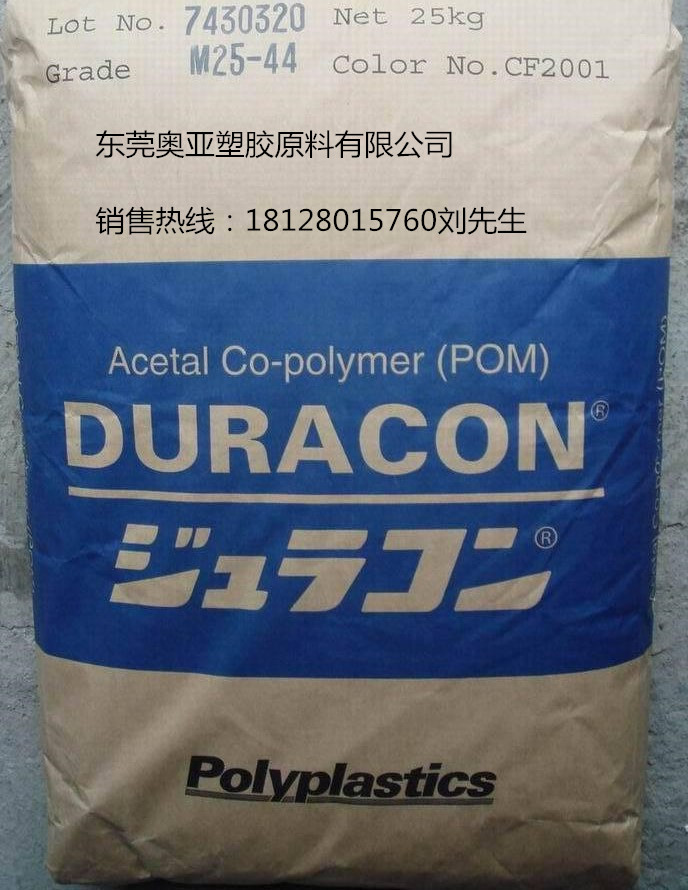 Lot No. 7430320 Net 25kg
Grade M25-44 Color No.CF2001
东莞奥亚塑胶原料有限公司
销售热线：18128015760刘先生
Acetal Co-polymer (POM)
DURACON®
ジュラコン®
Polyplastics